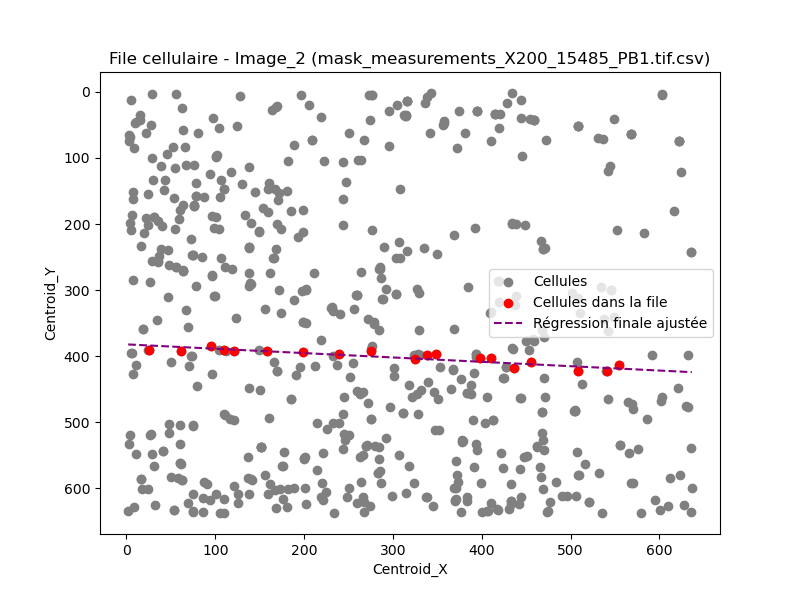 File cellulaire - Image_2 (mask_measurements_X200_15485_PB1.tif.csv)
0
100
200
300
400
500
600
Centroid_Y
Cellules
Cellules dans la file
Régression finale ajustée
0 100 200 300 400 500 600
Centroid_X